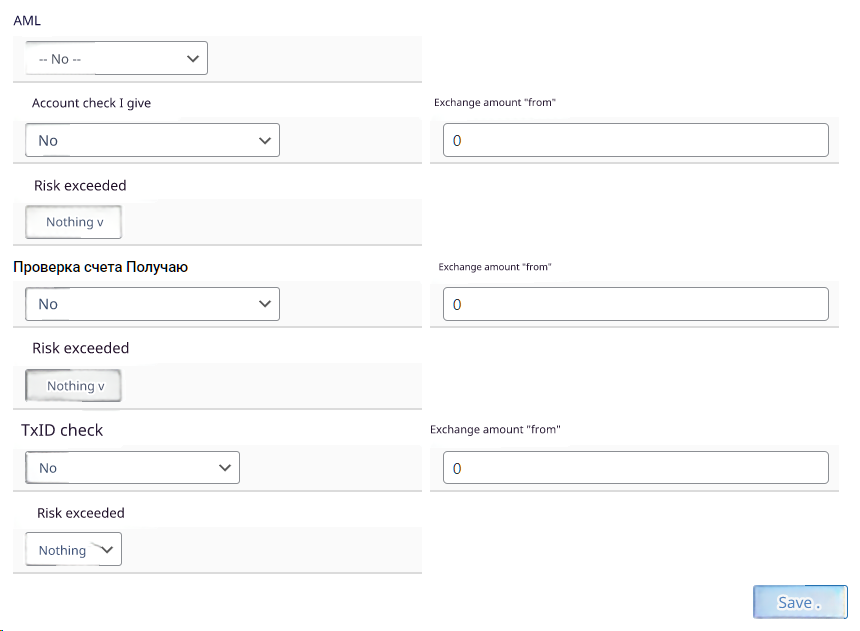 AML
-- No --
Account check I give
Exchange amount "from"
No
0
Risk exceeded
Nothing v
Проверка счета Получаю
Exchange amount "from"
No
0
Risk exceeded
Nothing v
TxID check
Exchange amount "from"
No
0
Risk exceeded
Nothing
Save .